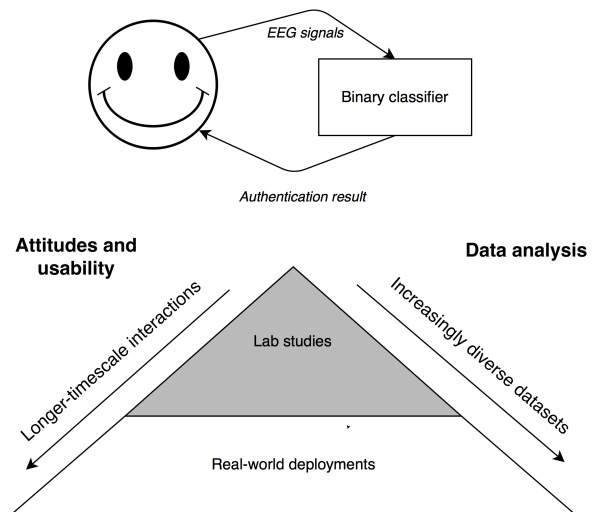 EEG signals
Binary classifier
Authentication result
Attitudes and
usability
Data analysis
Longer-timescale interactions
Increasingly diverse datasets
Lab studies
Real-world deployments